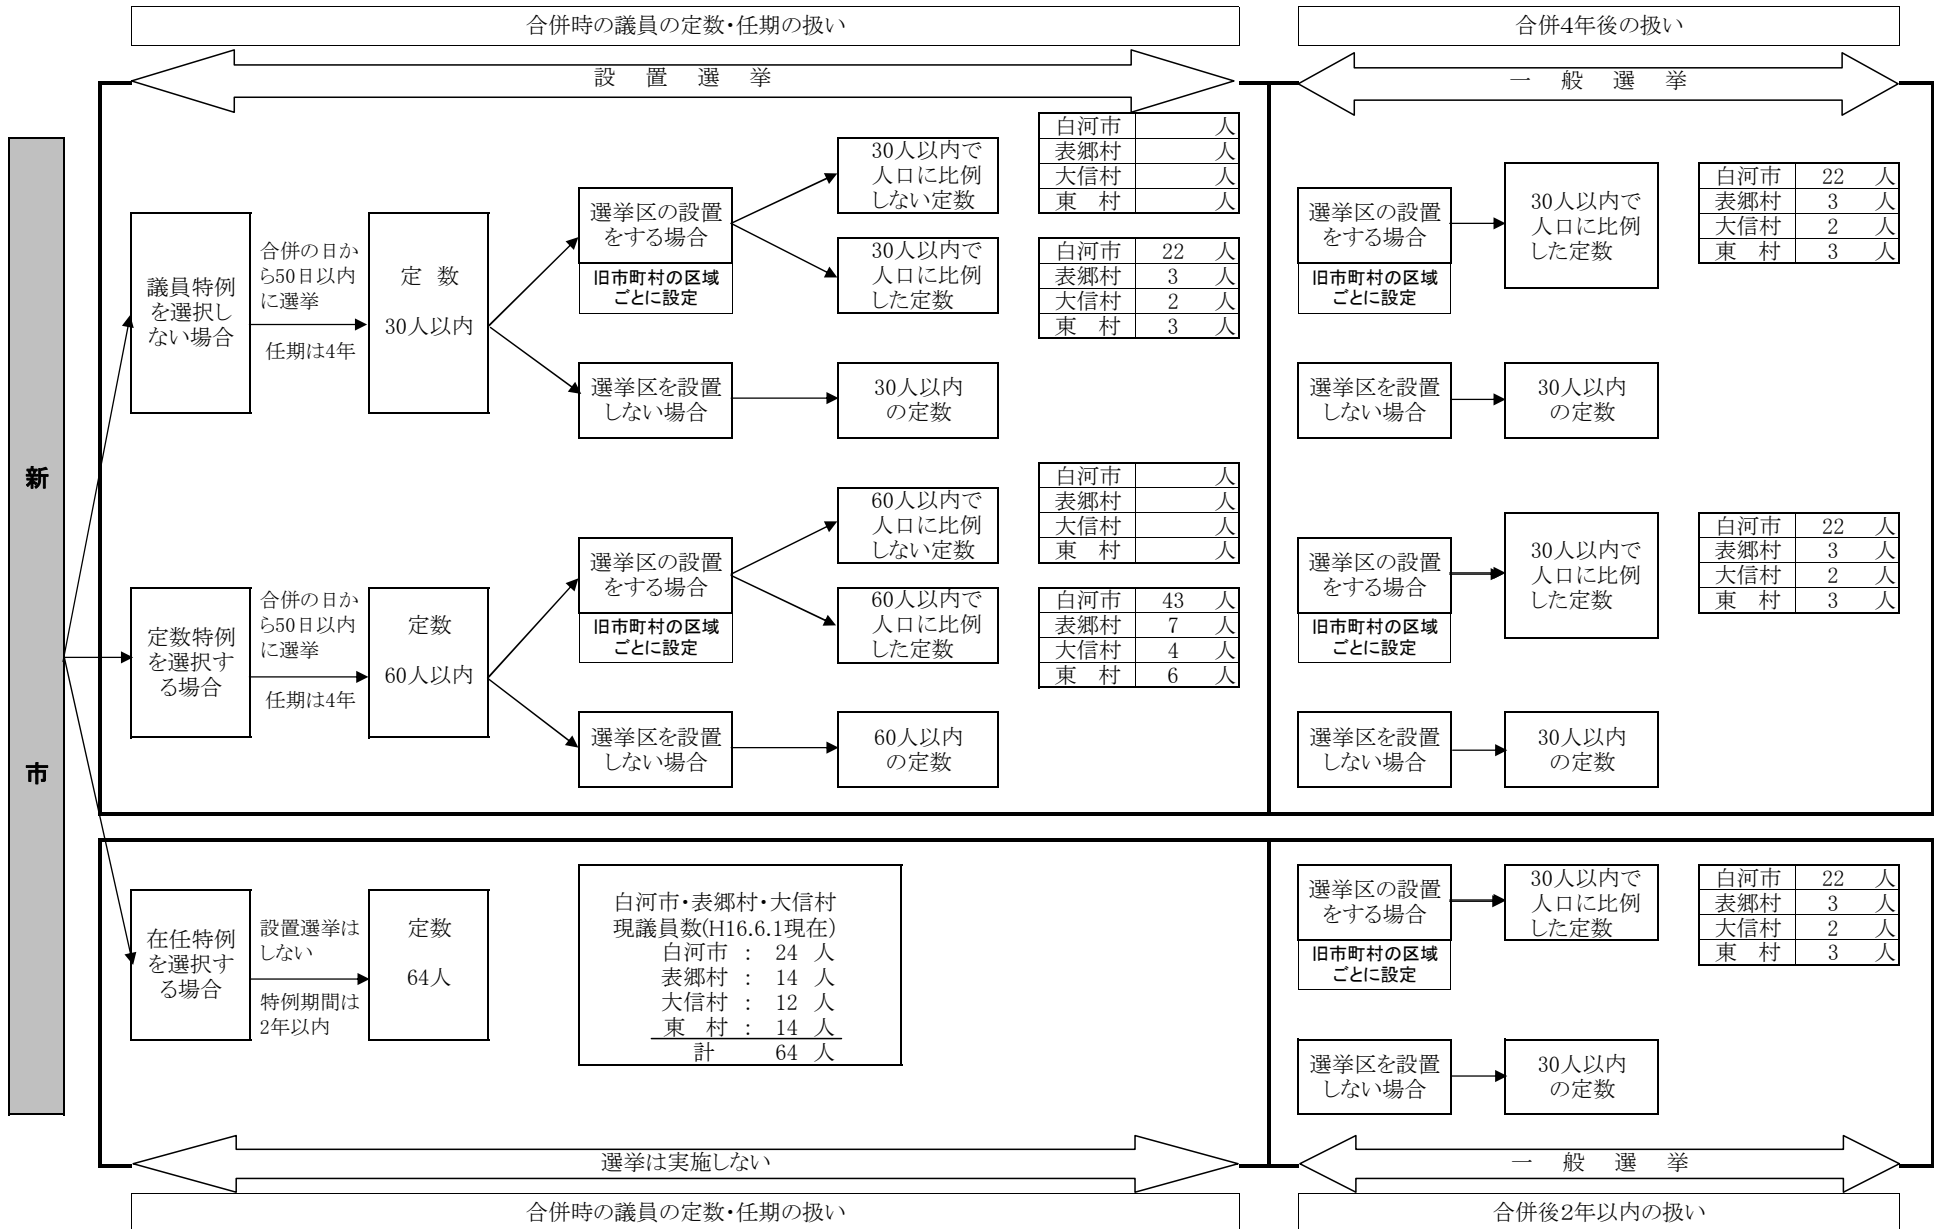 合併時の議員の定数・任期の扱い
合併4年後の扱い
設 置 選 挙
一 般 選 挙
新
市
議員特例
を選択し
ない場合
合併の日か
ら50日以内
に選挙
任期は4年
定 数
30人以内
選挙区の設置
をする場合
旧市町村の区域
ごとに設定
30人以内で
人口に比例
しない定数
白河市 人
表郷村 人
大信村 人
東 村 人
30人以内で
人口に比例
した定数
白河市 22 人
表郷村 3 人
大信村 2 人
東 村 3 人
選挙区を設置
しない場合
30人以内
の定数
選挙区の設置
をする場合
旧市町村の区域
ごとに設定
30人以内で
人口に比例
した定数
白河市 22 人
表郷村 3 人
大信村 2 人
東 村 3 人
選挙区を設置
しない場合
30人以内
の定数
定数特例
を選択す
る場合
合併の日か
ら50日以内
に選挙
任期は4年
定数
60人以内
選挙区の設置
をする場合
旧市町村の区域
ごとに設定
60人以内で
人口に比例
しない定数
白河市 人
表郷村 人
大信村 人
東 村 人
60人以内で
人口に比例
した定数
白河市 43 人
表郷村 7 人
大信村 4 人
東 村 6 人
選挙区を設置
しない場合
60人以内
の定数
選挙区の設置
をする場合
旧市町村の区域
ごとに設定
30人以内で
人口に比例
した定数
白河市 22 人
表郷村 3 人
大信村 2 人
東 村 3 人
選挙区を設置
しない場合
30人以内
の定数
在任特例
を選択す
る場合
設置選挙は
しない
特例期間は
2年以内
定数
64人
白河市・表郷村・大信村
現議員数(H16.6.1現在)
白河市 : 24 人
表郷村 : 14 人
大信村 : 12 人
東 村 : 14 人
計 64 人
選挙区の設置
をする場合
旧市町村の区域
ごとに設定
30人以内で
人口に比例
した定数
白河市 22 人
表郷村 3 人
大信村 2 人
東 村 3 人
選挙区を設置
しない場合
30人以内
の定数
選挙は実施しない
一 般 選 挙
合併時の議員の定数・任期の扱い
合併後2年以内の扱い